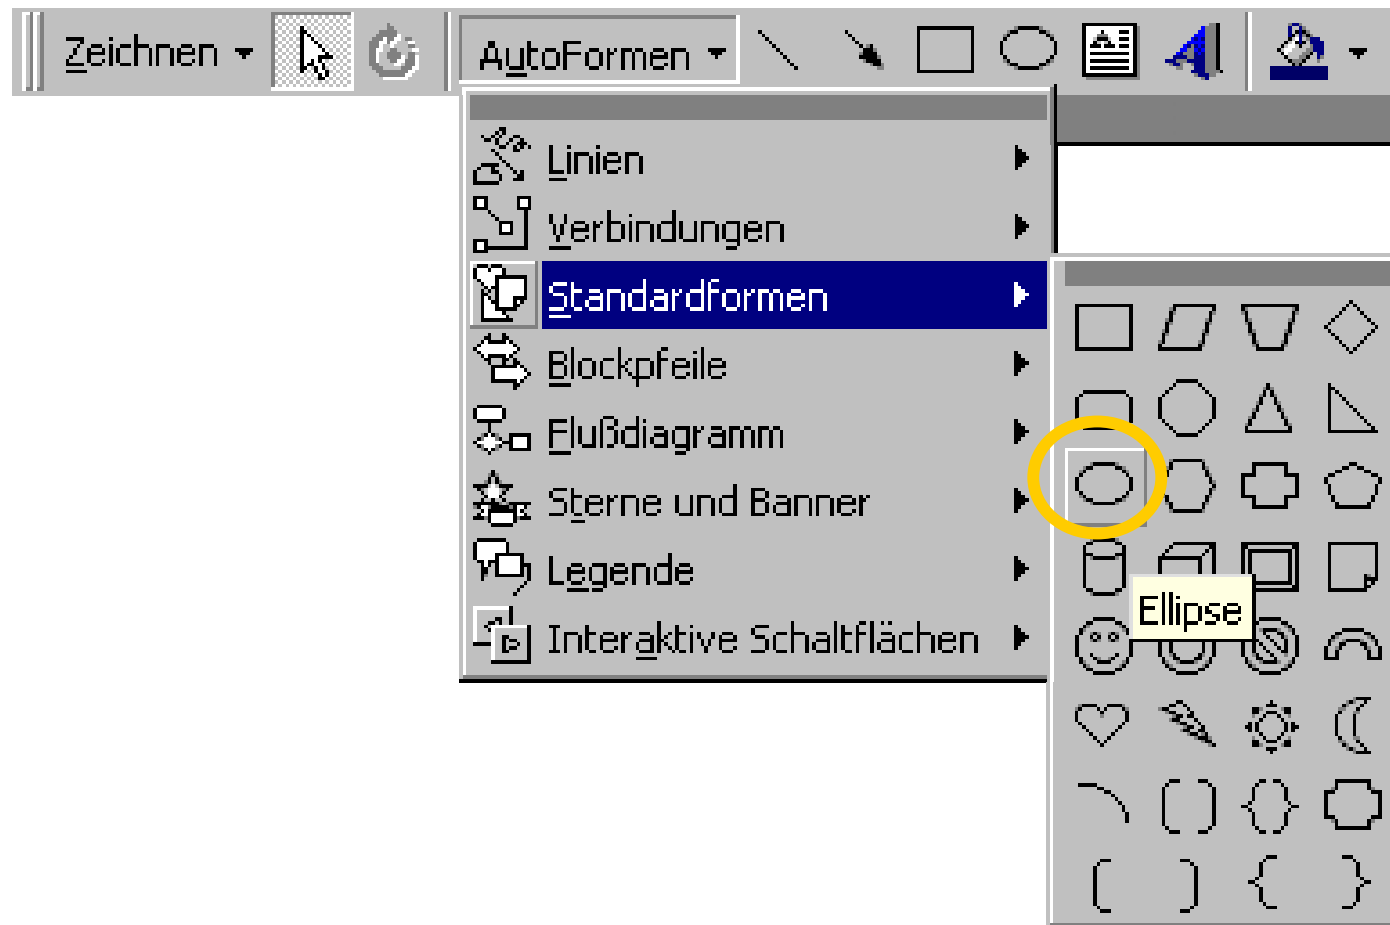 Zeichnen
AutoFormen
Linien
Verbindungen
Standardformen
Blockpfeile
Flußdiagramm
Sterne und Banner
Legende
Interaktive Schaltflächen
Ellipse